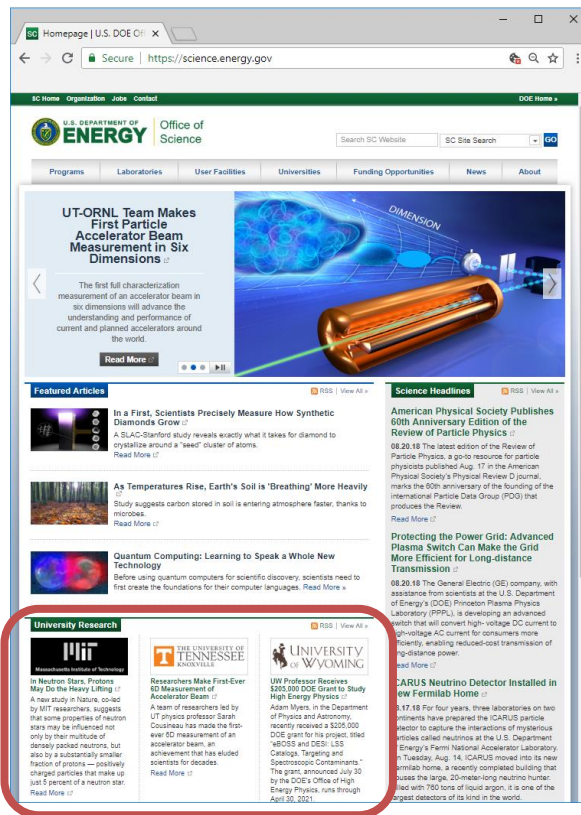 Homepage | U.S. DOE Off
Secure | https://science.energy.gov
SC Home Organization Jobs Contact
DOE Home »
U.S. DEPARTMENT OF
ENERGY
Office of
Science
Search SC Website
SC Site Search
GO
Programs Laboratories User Facilities Universities Funding Opportunities News About
UT-ORNL Team Makes
First Particle
Accelerator Beam
Measurement in Six
Dimensions
The first full characterization
measurement of an accelerator beam in
six dimensions will advance the
understanding and performance of
current and planned accelerators around
the world.
Read More
DIMENSION
Featured Articles
RSS | View All »
In a First, Scientists Precisely Measure How Synthetic
Diamonds Grow
A SLAC-Stanford study reveals exactly what it takes for diamond to
crystallize around a "seed" cluster of atoms.
Read More
As Temperatures Rise, Earth's Soil is 'Breathing' More Heavily
Study suggests carbon stored in soil is entering atmosphere faster, thanks to
microbes.
Read More
Quantum Computing: Learning to Speak a Whole New
Technology
Before using quantum computers for scientific discovery, scientists need to
first create the foundations for their computer languages. Read More »
University Research
RSS | View All »
MIT
Massachusetts Institute of Technology
In Neutron Stars, Protons
May Do the Heavy Lifting
A new study in Nature, co-led
by MIT researchers, suggests
that some properties of neutron
stars may be influenced not
only by their multitude of
densely packed neutrons, but
also by a substantially smaller
fraction of protons — positively
charged particles that make up
just 5 percent of a neutron star.
Read More
T THE UNIVERSITY OF
TENNESSEE
KNOXVILLE
Researchers Make First-Ever
6D Measurement of
Accelerator Beam
A team of researchers led by
UT physics professor Sarah
Cousineau has made the first-
ever 6D measurement of an
accelerator beam, an
achievement that has eluded
scientists for decades.
Read More
UNIVERSITY
OF WYOMING
UW Professor Receives
$205,000 DOE Grant to Study
High Energy Physics
Adam Myers, in the Department
of Physics and Astronomy,
recently received a $205,000
DOE grant for his project, titled
"eBOSS and DESI: LSS
Catalogs, Targeting and
Spectroscopic Contaminants."
The grant, announced July 30
by the DOE's Office of High
Energy Physics, runs through
April 30, 2021.
Science Headlines
RSS | View All »
American Physical Society Publishes
60th Anniversary Edition of the
Review of Particle Physics
08.20.18 The latest edition of the Review of
Particle Physics, a go-to resource for particle
physicists published Aug. 17 in the American
Physical Society's Physical Review D journal,
marks the 60th anniversary of the founding of the
international Particle Data Group (PDG) that
produces the Review.
Read More
Protecting the Power Grid: Advanced
Plasma Switch Can Make the Grid
More Efficient for Long-distance
Transmission
08.20.18 The General Electric (GE) company, with
assistance from scientists at the U.S. Department
of Energy's (DOE) Princeton Plasma Physics
Laboratory (PPPL), is developing an advanced
switch that will convert high- voltage DC current to
high-voltage AC current for consumers more
efficiently, enabling reduced-cost transmission of
long-distance power.
Read More
ICARUS Neutrino Detector Installed in
New Fermilab Home
8.17.18 For four years, three laboratories on two
continents have prepared the ICARUS particle
detector to capture the interactions of mysterious
particles called neutrinos at the U.S. Department
of Energy's Fermi National Accelerator Laboratory.
On Tuesday, Aug. 14, ICARUS moved into its new
Fermilab home, a recently completed building that
houses the large, 20-meter-long neutrino hunter.
Filled with 760 tons of liquid argon, it is one of the
largest detectors of its kind in the world.